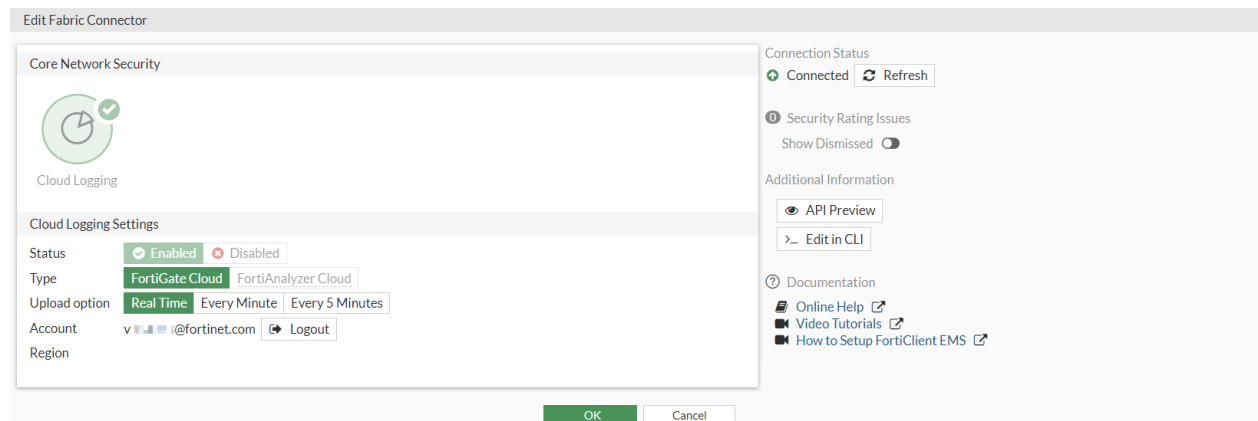 Edit Fabric Connector
Core Network Security
Cloud Logging
Cloud Logging Settings
Status Enabled Disabled
Type FortiGate Cloud FortiAnalyzer Cloud
Upload option Real Time Every Minute Every 5 Minutes
Account v @fortinet.com Logout
Region
OK Cancel
Connection Status
Connected Refresh
0 Security Rating Issues
Show Dismissed
Additional Information
API Preview
>_ Edit in CLI
? Documentation
Online Help
Video Tutorials
How to Setup FortiClient EMS